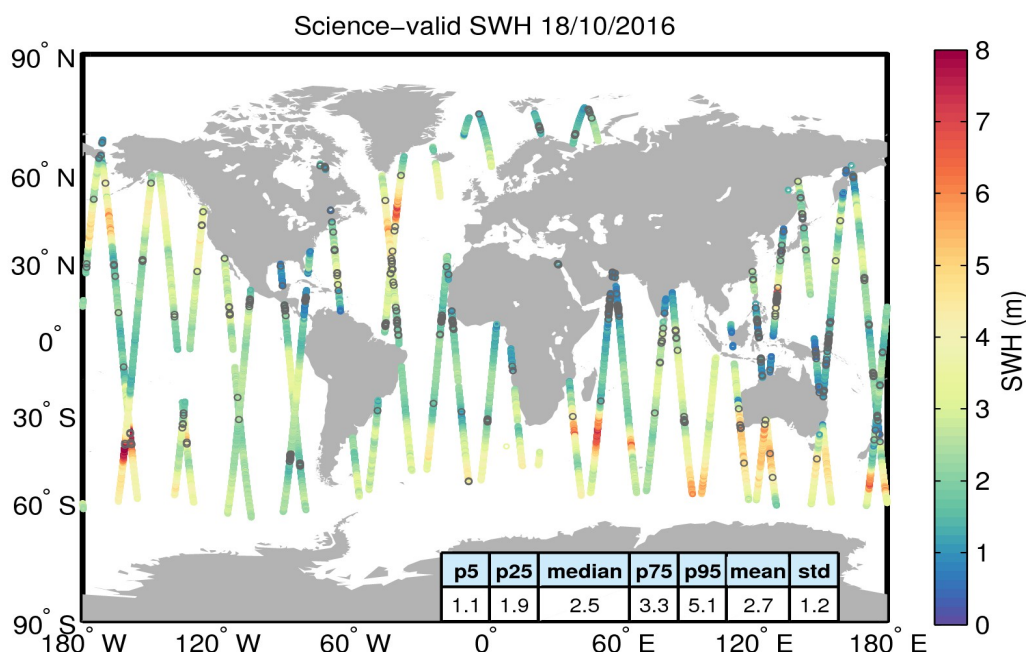 Science−valid SWH 18/10/2016
90° N
60° N
30° N
0°
30° S
60° S
90° S
180° W
120° W
60° W
0°
60° E
120° E
180° E
p5 p25 median p75 p95 mean std
1.1 1.9 2.5 3.3 5.1 2.7 1.2
8
7
6
5
4
3
2
1
0
SWH (m)